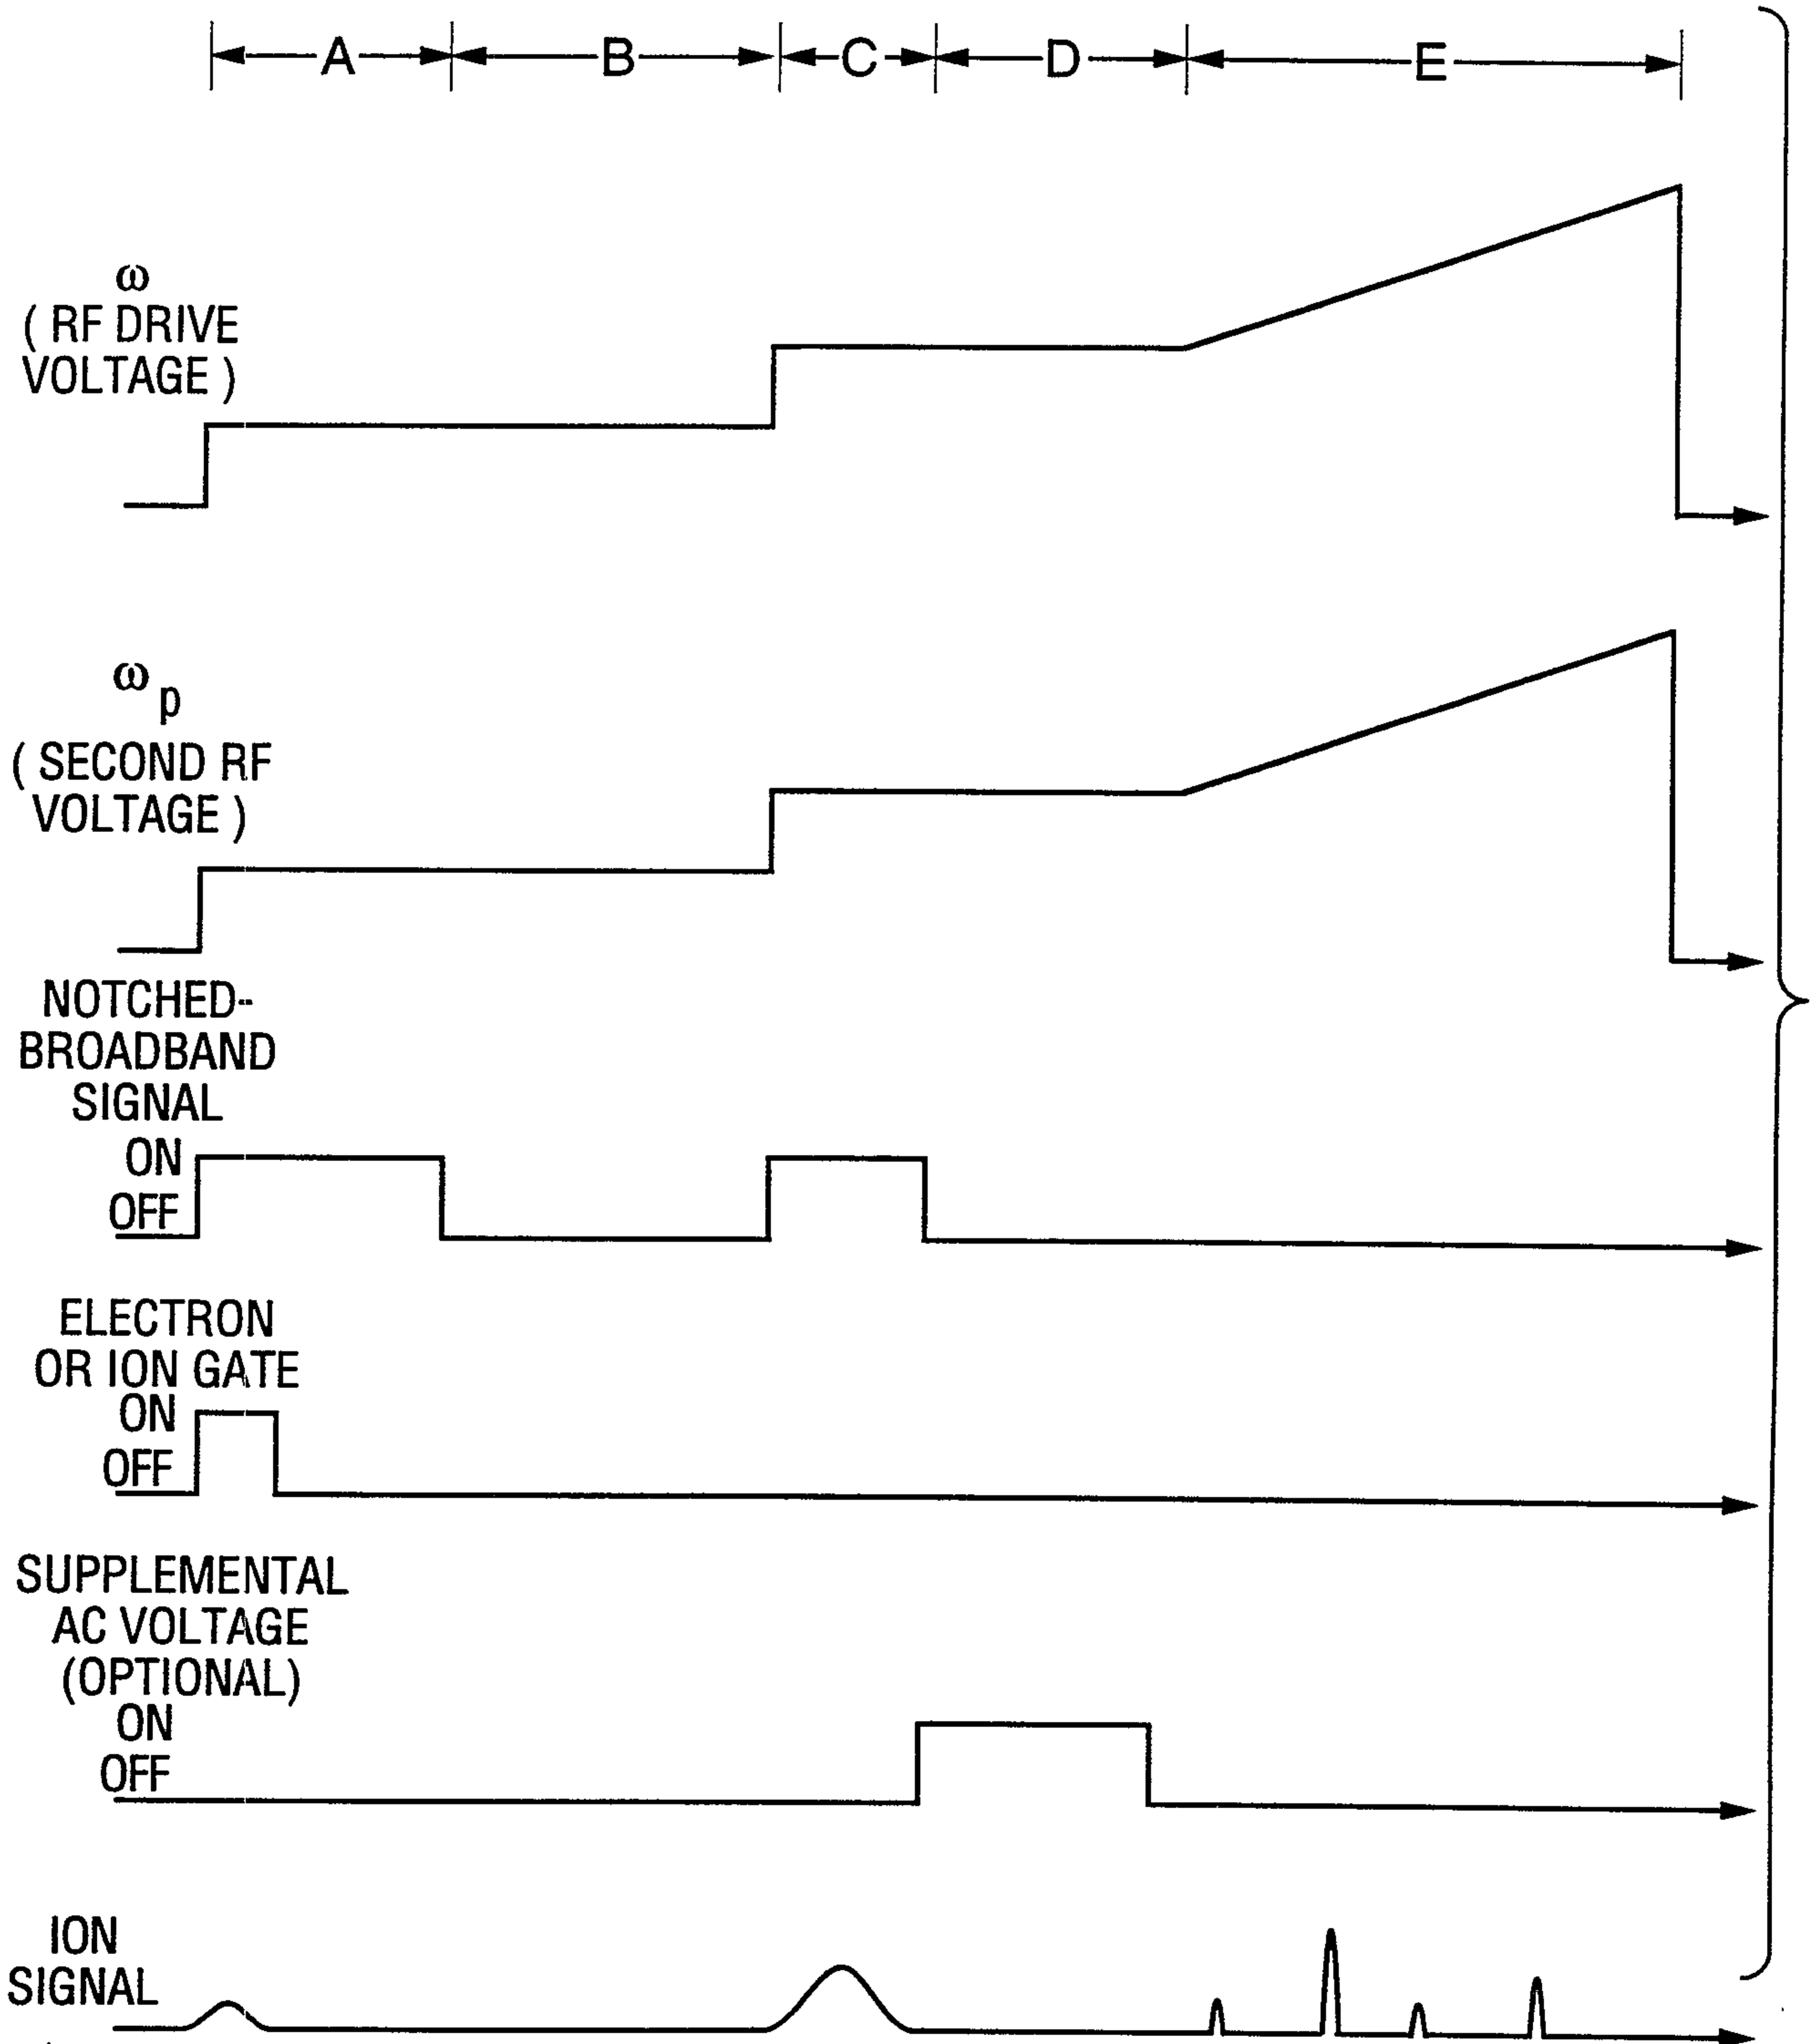 A B C D E
ω
( RF DRIVE
VOLTAGE )
ω p
( SECOND RF
VOLTAGE )
NOTCHED-
BROADBAND
SIGNAL
ON
OFF
ELECTRON
OR ION GATE
ON
OFF
SUPPLEMENTAL
AC VOLTAGE
(OPTIONAL)
ON
OFF
ION
SIGNAL